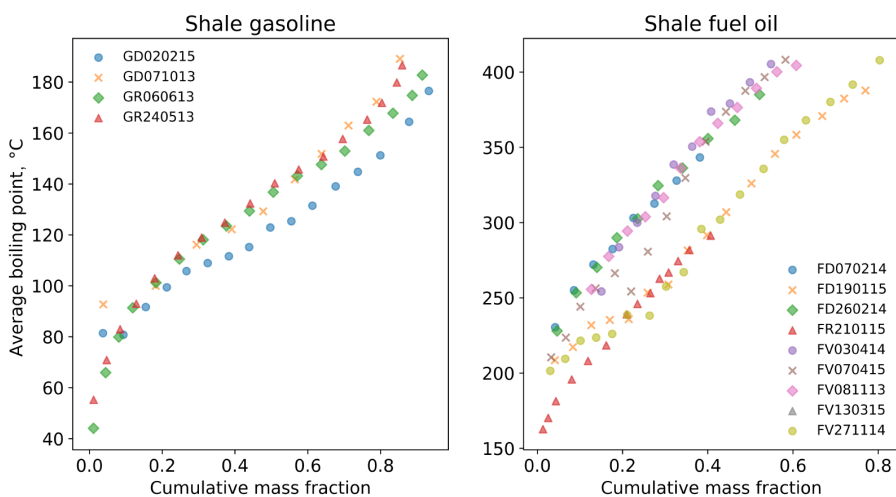 Shale gasoline
Average boiling point, °C
180
160
140
120
100
80
60
40
GD020215
GD071013
GR060613
GR240513
0.0 0.2 0.4 0.6 0.8
Cumulative mass fraction
Shale fuel oil
400
350
300
250
200
150
FD070214
FD190115
FD260214
FR210115
FV030414
FV070415
FV081113
FV130315
FV271114
0.0 0.2 0.4 0.6 0.8
Cumulative mass fraction